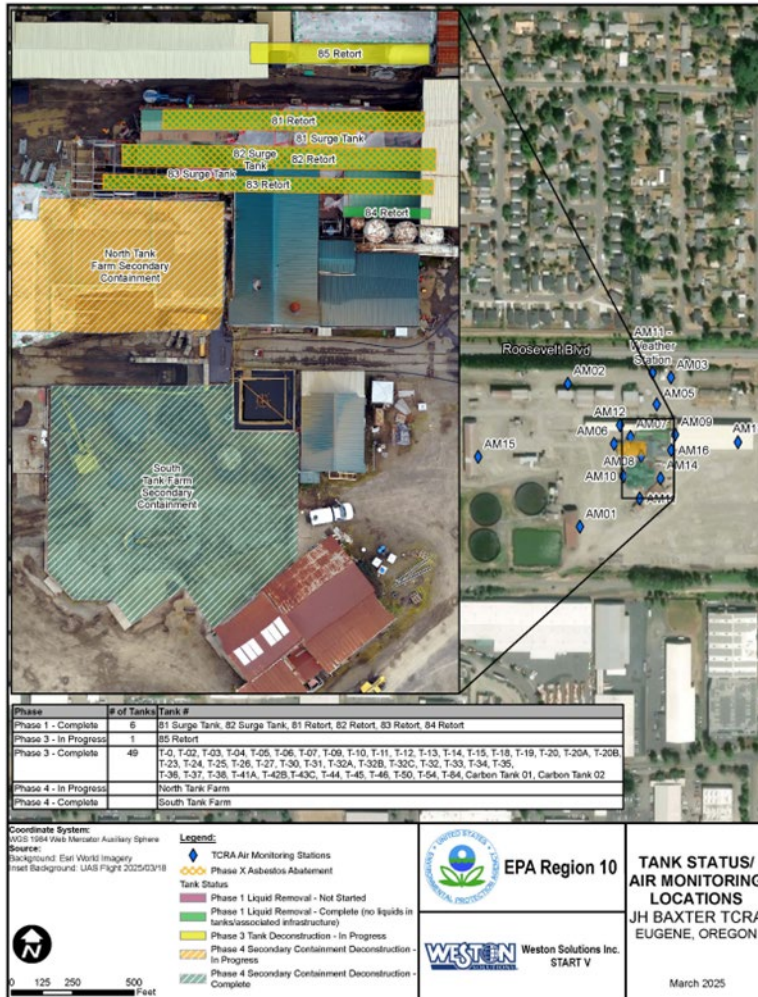 85 Retort
81 Retort
81 Surge Tank
82 Surge Tank
82 Retort
83 Surge Tank
83 Retort
84 Retort
North Tank
Farm Secondary
Containment
South
Tank Farm
Secondary
Containment
Roosevelt Blvd
AM11 -
Weather
Station
AM02
AM03
AM05
AM12
AM07
AM09
AM06
AM1
AM15
AM16
AM08
AM10
AM14
AM1
AM01
Phase # of Tanks Tank #
Phase 1 - Complete 6 81 Surge Tank, 82 Surge Tank, 81 Retort, 82 Retort, 83 Retort, 84 Retort
Phase 3 - In Progress 1 85 Retort
Phase 3 - Complete 49 T-0, T-02, T-03, T-04, T-05, T-06, T-07, T-09, T-10, T-11, T-12, T-13, T-14, T-15, T-18, T-19, T-20, T-20A, T-20B,
T-23, T-24, T-25, T-26, T-27, T-30, T-31, T-32A, T-32B, T-32C, T-32, T-33, T-34, T-35,
T-36, T-37, T-38, T-41A, T-42B,T-43C, T-44, T-45, T-46, T-50, T-54, T-84, Carbon Tank 01, Carbon Tank 02
Phase 4 - In Progress North Tank Farm
Phase 4 - Complete South Tank Farm
Coordinate System:
WGS 1984 Web Mercator Auxiliary Sphere
Source:
Background: Esri World Imagery
Inset Background: UAS Flight 2025/03/18
N
0 125 250 500
Feet
Legend:
TCRA Air Monitoring Stations
Phase X Asbestos Abatement
Tank Status
Phase 1 Liquid Removal - Not Started
Phase 1 Liquid Removal - Complete (no liquids in
tanks/associated infrastructure)
Phase 3 Tank Deconstruction - In Progress
Phase 4 Secondary Containment Deconstruction -
In Progress
Phase 4 Secondary Containment Deconstruction -
Complete
UNITED STATES
ENVIRONMENTAL PROTECTION AGENCY
EPA Region 10
WESTON
SOLUTIONS
Weston Solutions Inc.
START V
TANK STATUS/
AIR MONITORING
LOCATIONS
JH BAXTER TCRA
EUGENE, OREGON
March 2025